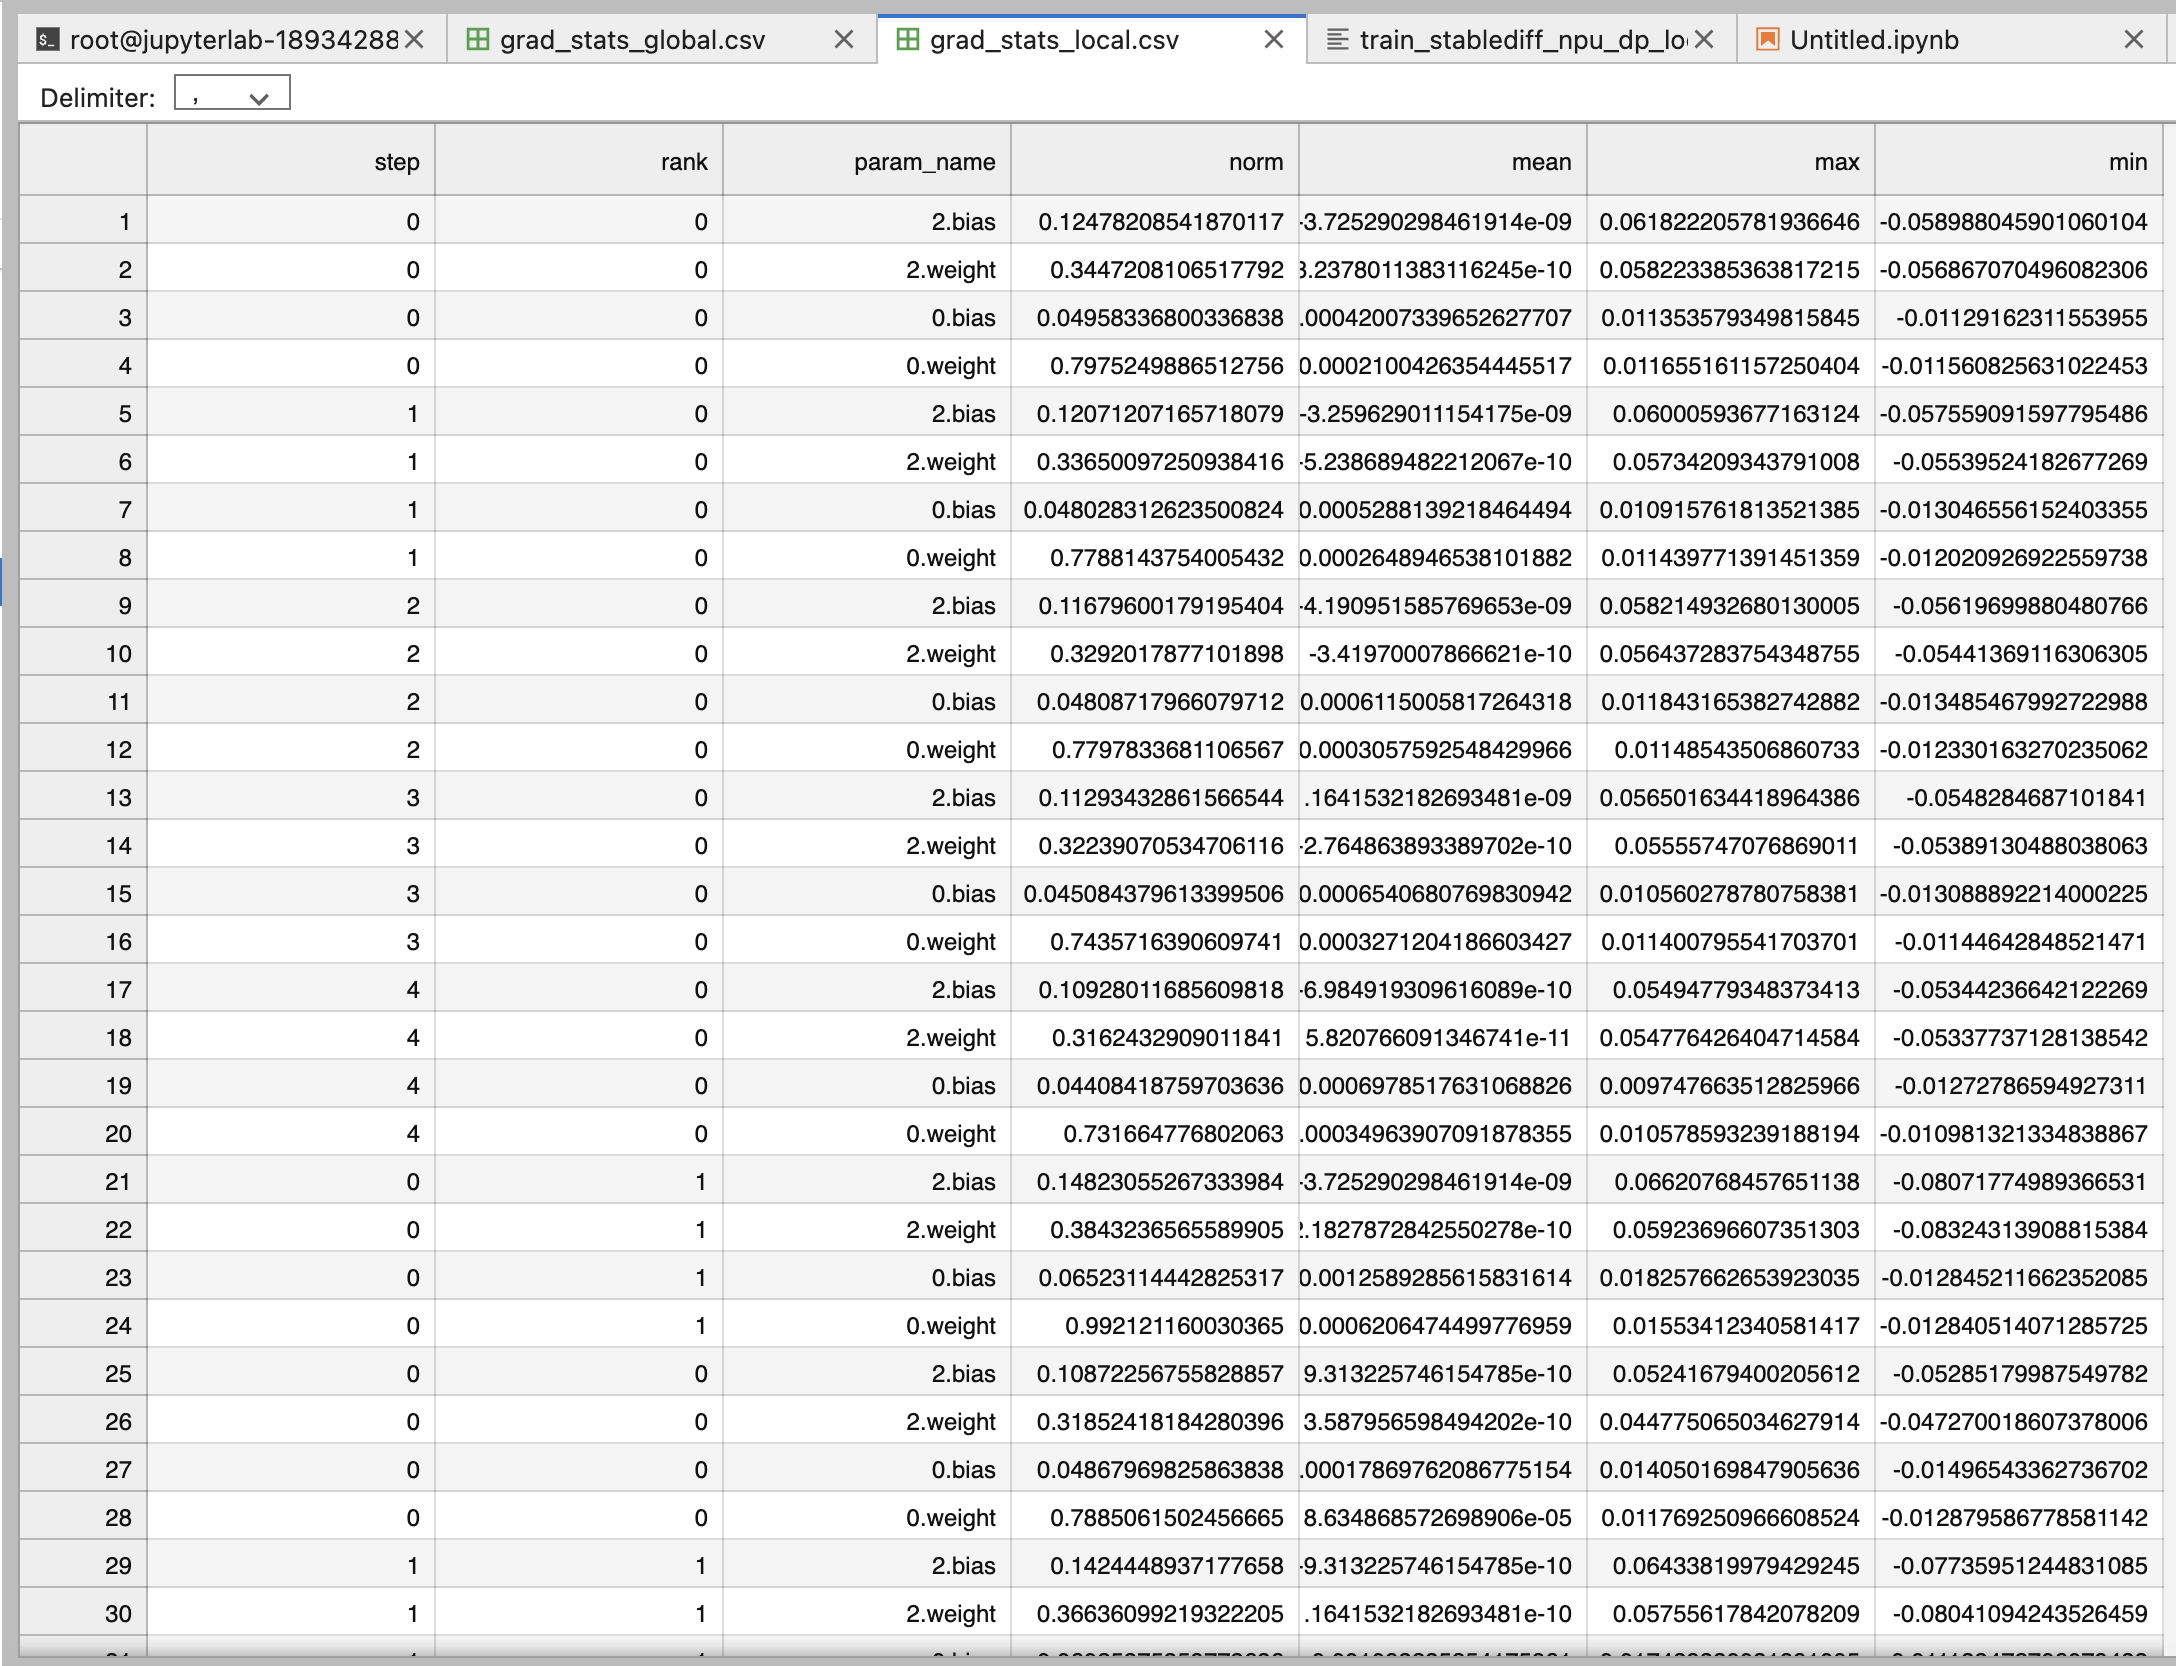 root@jupyterlab-18934288 grad_stats_global.csv grad_stats_local.csv train_stablediff_npu_dp_lo Untitled.ipynb
Delimiter: ,
step rank param_name norm mean max min
1 0 0 2.bias 0.12478208541870117 -3.725290298461914e-09 0.061822205781936646 -0.058988045901060104
2 0 0 2.weight 0.3447208106517792 3.2378011383116245e-10 0.058223385363817215 -0.056867070496082306
3 0 0 0.bias 0.04958336800336838 .00042007339652627707 0.011353579349815845 -0.01129162311553955
4 0 0 0.weight 0.7975249886512756 0.0002100426354445517 0.011655161157250404 -0.011560825631022453
5 1 0 2.bias 0.12071207165718079 -3.259629011154175e-09 0.06000593677163124 -0.057559091597795486
6 1 0 2.weight 0.33650097250938416 -5.238689482212067e-10 0.05734209343791008 -0.05539524182677269
7 1 0 0.bias 0.048028312623500824 0.0005288139218464494 0.010915761813521385 -0.013046556152403355
8 1 0 0.weight 0.7788143754005432 0.0002648946538101882 0.011439771391451359 -0.012020926922559738
9 2 0 2.bias 0.11679600179195404 -4.190951585769653e-09 0.058214932680130005 -0.05619699880480766
10 2 0 2.weight 0.3292017877101898 -3.41970007866621e-10 0.056437283754348755 -0.05441369116306305
11 2 0 0.bias 0.04808717966079712 0.0006115005817264318 0.011843165382742882 -0.013485467992722988
12 2 0 0.weight 0.7797833681106567 0.0003057592548429966 0.01148543506860733 -0.012330163270235062
13 3 0 2.bias 0.11293432861566544 .1641532182693481e-09 0.056501634418964386 -0.0548284687101841
14 3 0 2.weight 0.32239070534706116 -2.764863893389702e-10 0.05555747076869011 -0.05389130488038063
15 3 0 0.bias 0.045084379613399506 0.0006540680769830942 0.010560278780758381 -0.013088892214000225
16 3 0 0.weight 0.7435716390609741 0.0003271204186603427 0.011400795541703701 -0.01144642848521471
17 4 0 2.bias 0.10928011685609818 -6.984919309616089e-10 0.05494779348373413 -0.053442366421222​69
18 4 0 2.weight 0.3162432909011841 5.820766091346741e-11 0.054776426404714584 -0.05337737128138542
19 4 0 0.bias 0.04408418759703636 0.0006978517631068826 0.009747663512825966 -0.01272786594927311
20 4 0 0.weight 0.731664776802063 .00034963907091878355 0.010578593239188194 -0.010981321334838867
21 0 1 2.bias 0.14823055267333984 -3.725290298461914e-09 0.06620768457651138 -0.08071774989366531
22 0 1 2.weight 0.3843236565589905 2.1827872842550278e-10 0.05923696607351303 -0.08324313908815384
23 0 1 0.bias 0.06523114442825317 0.0012589285615831614 0.018257662653923035 -0.012845211662352085
24 0 1 0.weight 0.992121160030365 0.0006206474499776959 0.01553412340581417 -0.012840514071285725
25 0 0 2.bias 0.10872256755828857 9.313225746154785e-10 0.05241679400205612 -0.05285179987549782
26 0 0 2.weight 0.31852418184280396 3.587956598494202e-10 0.044775065034627914 -0.047270018607378006
27 0 0 0.bias 0.04867969825863838 .00017869762086775154 0.014050169847905636 -0.01496543362736702
28 0 0 0.weight 0.7885061502456665 8.634868572698906e-05 0.011769250966608524 -0.012879586778581142
29 1 1 2.bias 0.1424448937177658 -9.313225746154785e-10 0.06433819979429245 -0.07735951244831085
30 1 1 2.weight 0.36636099219322205 .1641532182693481e-10 0.05755617842078209 -0.08041094243526459